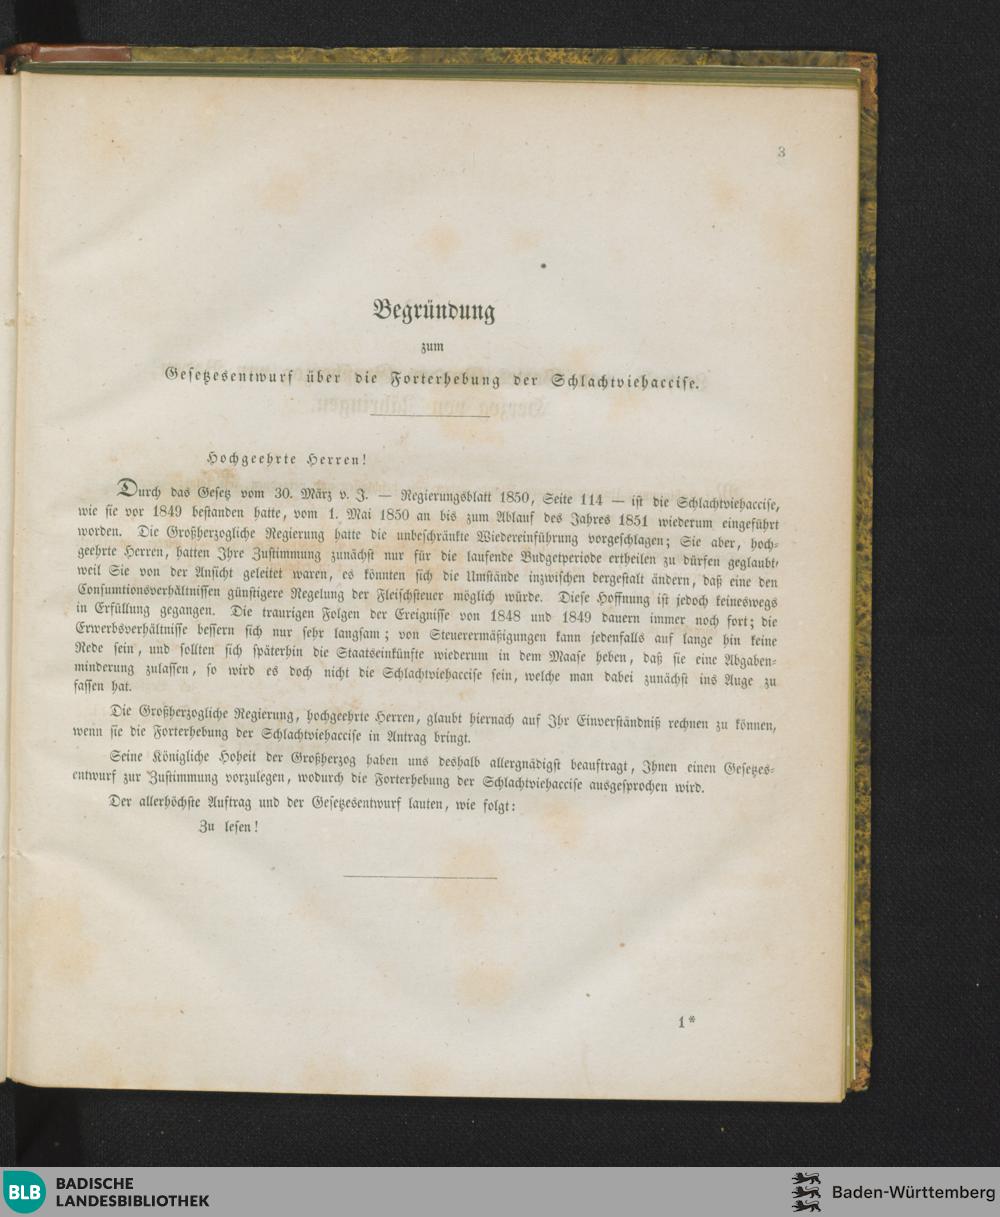 3
Begründung
zum
Gesetzesentwurf über die Forterhebung der Schlachtviehaccise.
Hochgeehrte Herren!
Durch das Gesetz vom 30. März v. J. — Regierungsblatt 1850, Seite 114 — ist die Schlachtviehaccise,
wie sie vor 1849 bestanden hatte, vom 1. Mai 1850 an bis zum Ablauf des Jahres 1851 wiederum eingeführt
worden. Die Großherzogliche Regierung hatte die unbeschränkte Wiedereinführung vorgeschlagen; Sie aber, hoch-
geehrte Herren, hatten Ihre Zustimmung zunächst nur für die laufende Budgetperiode ertheilen zu dürfen geglaubt,
weil Sie von der Ansicht geleitet waren, es könnten sich die Umstände inzwischen dergestalt ändern, daß eine den
Consumtionsverhältnissen günstigere Regelung der Fleischsteuer möglich würde. Diese Hoffnung ist jedoch keineswegs
in Erfüllung gegangen. Die traurigen Folgen der Ereignisse von 1848 und 1849 dauern immer noch fort; die
Erwerbsverhältnisse bessern sich nur sehr langsam; von Steuerermäßigungen kann jedenfalls auf lange hin keine
Rede sein, und sollten sich späterhin die Staatseinkünfte wiederum in dem Maase heben, daß sie eine Abgaben-
minderung zulassen, so wird es doch nicht die Schlachtviehaccise sein, welche man dabei zunächst ins Auge zu
fassen hat.
Die Großherzogliche Regierung, hochgeehrte Herren, glaubt hiernach auf Ihr Einverständniß rechnen zu können,
wenn sie die Forterhebung der Schlachtviehaccise in Antrag bringt.
Seine Königliche Hoheit der Großherzog haben uns deshalb allergnädigst beauftragt, Ihnen einen Gesetzes-
entwurf zur Zustimmung vorzulegen, wodurch die Forterhebung der Schlachtviehaccise ausgesprochen wird.
Der allerhöchste Auftrag und der Gesetzesentwurf lauten, wie folgt:
Zu lesen!
1*
BLB
BADISCHE
LANDESBIBLIOTHEK
Baden-Württemberg